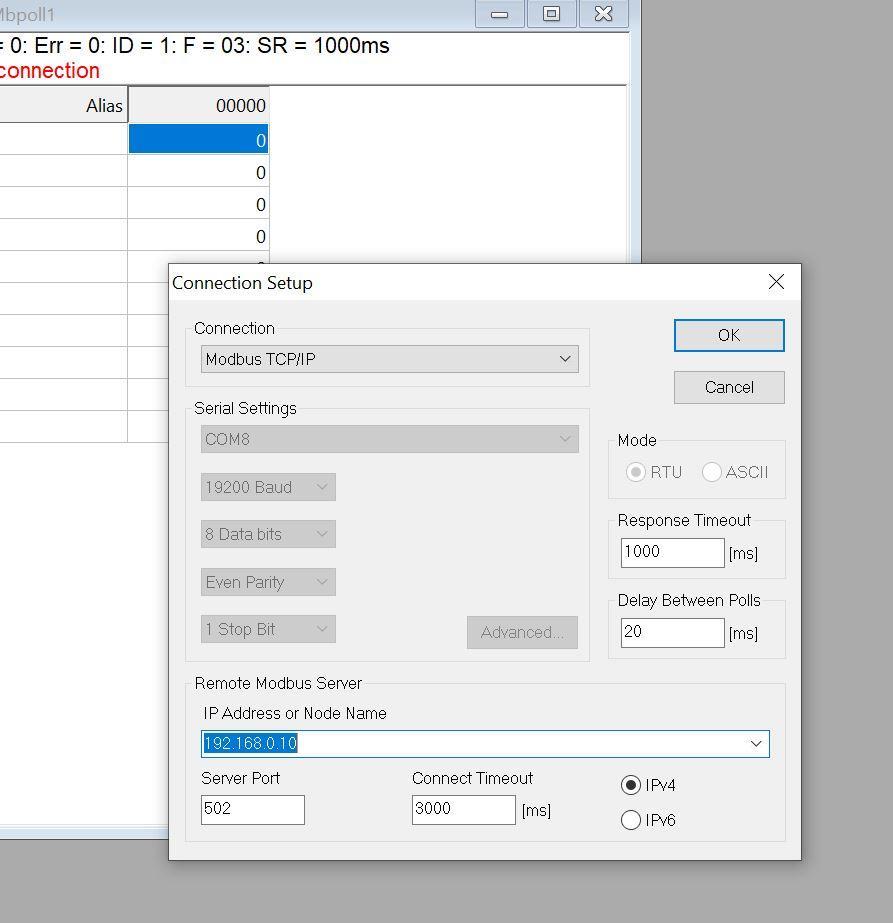 Mbpoll1
= 0: Err = 0: ID = 1: F = 03: SR = 1000ms
connection
Alias 00000
0
0
0
0
Connection Setup
Connection
Modbus TCP/IP
OK
Cancel
Serial Settings
COM8
Mode
RTU ASCII
19200 Baud
8 Data bits
Response Timeout
1000 [ms]
Even Parity
Delay Between Polls
1 Stop Bit
Advanced...
20 [ms]
Remote Modbus Server
IP Address or Node Name
192.168.0.10
Server Port Connect Timeout
IPv4
502 3000 [ms]
IPv6